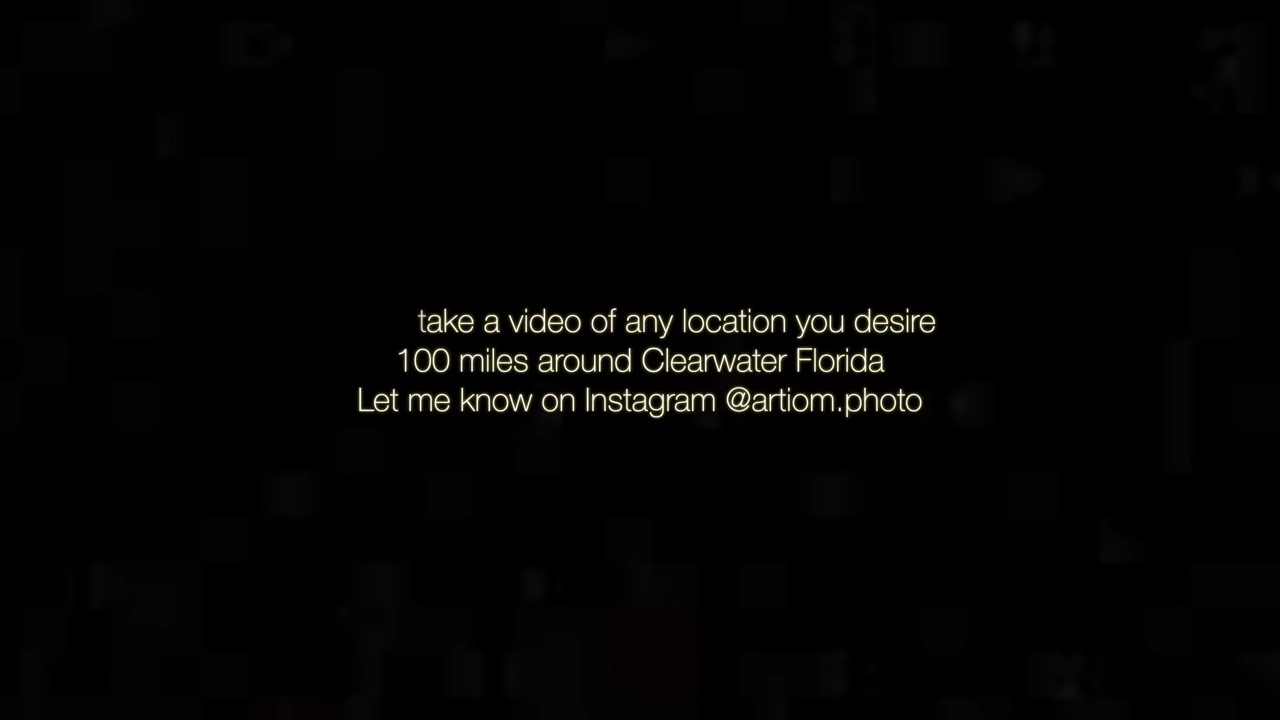 take a video of any location you desire
100 miles around Clearwater Florida
Let me know on Instagram @artiom.photo